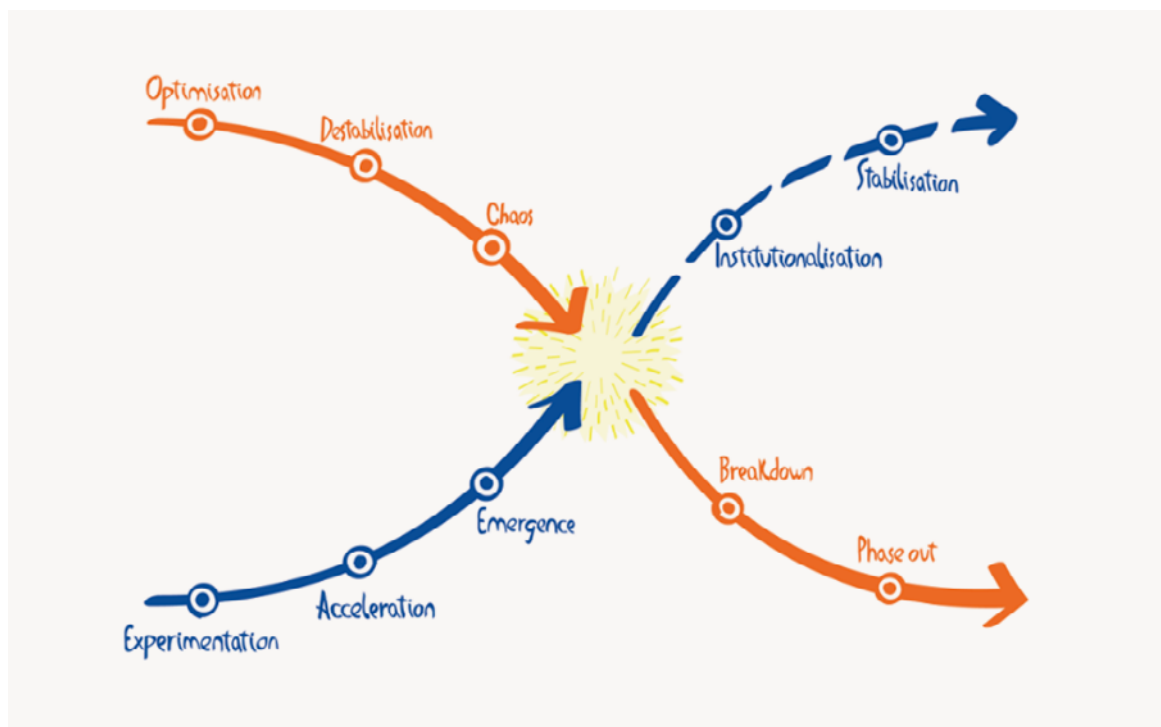 Optimisation
Destabilisation
Chaos
Stabilisation
Institutionalisation
Breakdown
Phase out
Emergence
Acceleration
Experimentation